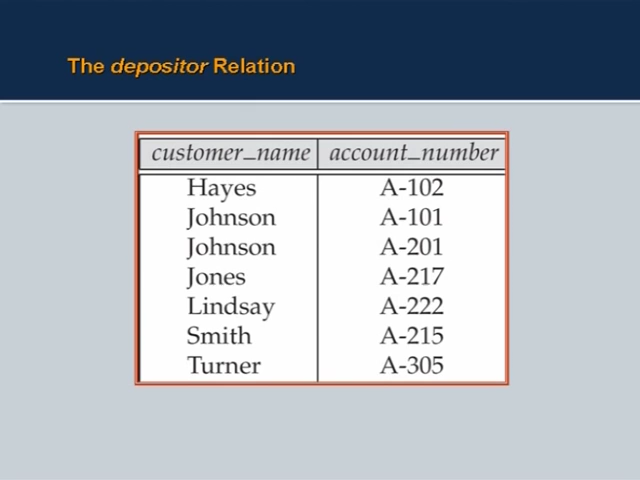 The depositor Relation
customer_name account_number
Hayes A-102
Johnson A-101
Johnson A-201
Jones A-217
Lindsay A-222
Smith A-215
Turner A-305